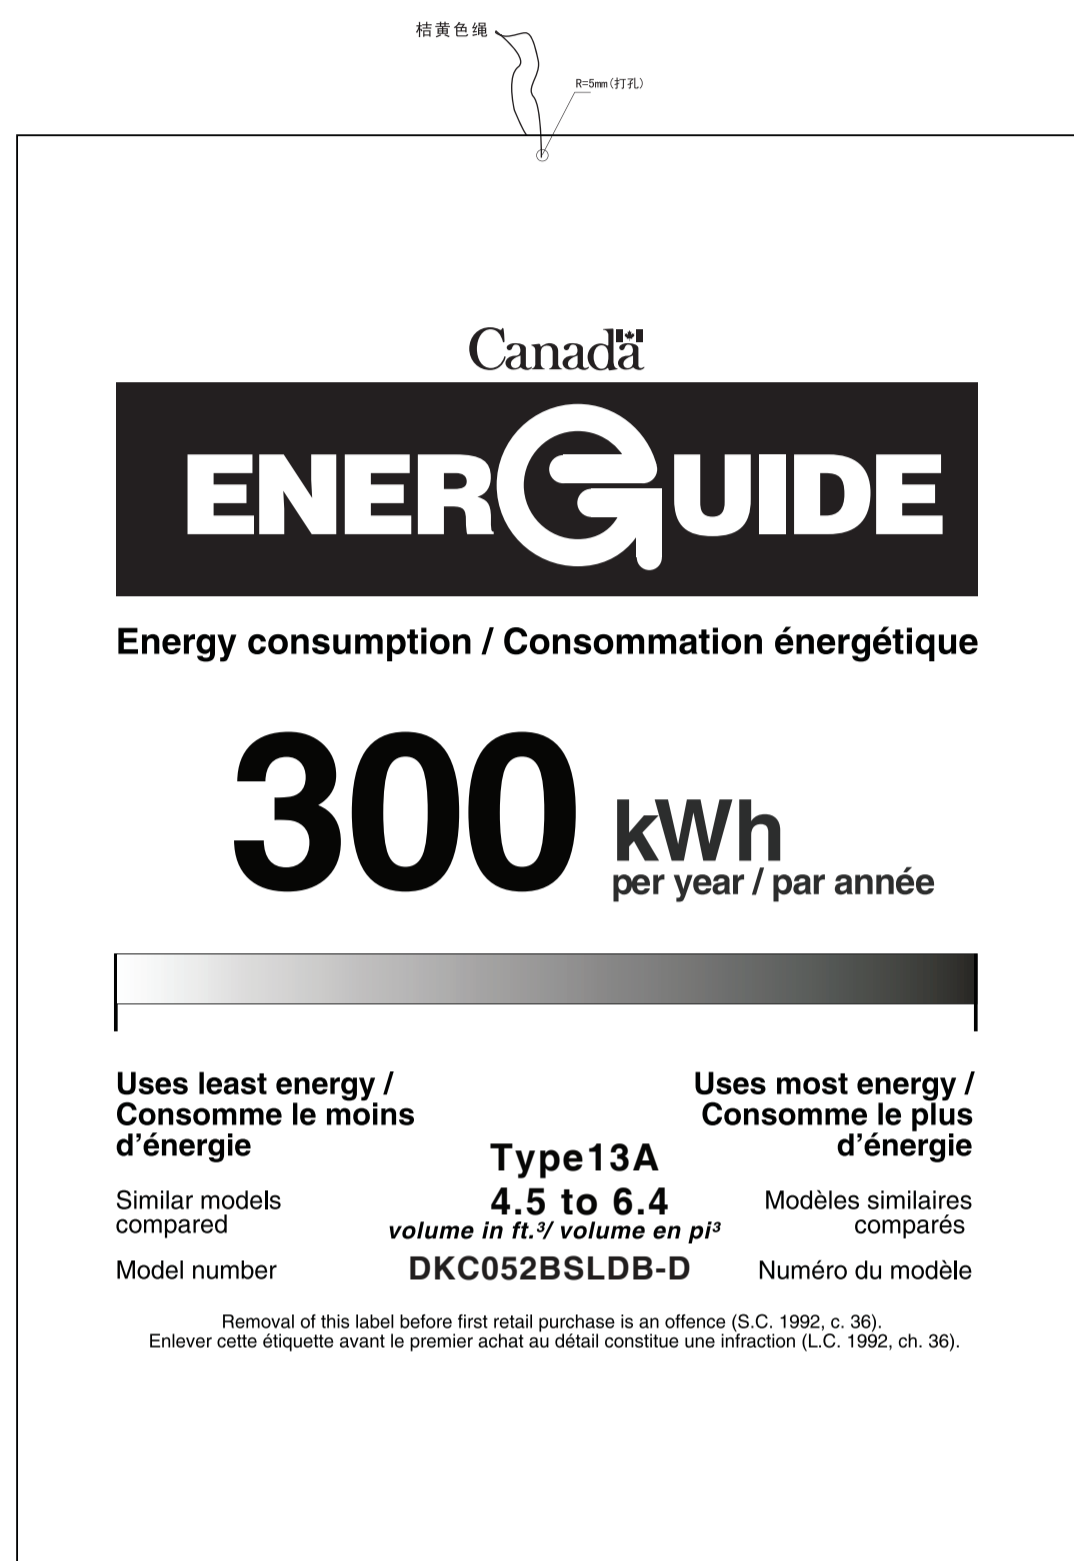 桔黄色绳
R=5mm(打孔)
Canada
ENERGUIDE
Energy consumption / Consommation énergétique
300 kWh
per year / par année
Uses least energy /
Consomme le moins
d’énergie
Uses most energy /
Consomme le plus
d’énergie
Type13A
4.5 to 6.4
volume in ft.³/ volume en pi³
Similar models
compared
Modèles similaires
comparés
Model number DKC052BSLDB-D Numéro du modèle
Removal of this label before first retail purchase is an offence (S.C. 1992, c. 36).
Enlever cette étiquette avant le premier achat au détail constitue une infraction (L.C. 1992, ch. 36).